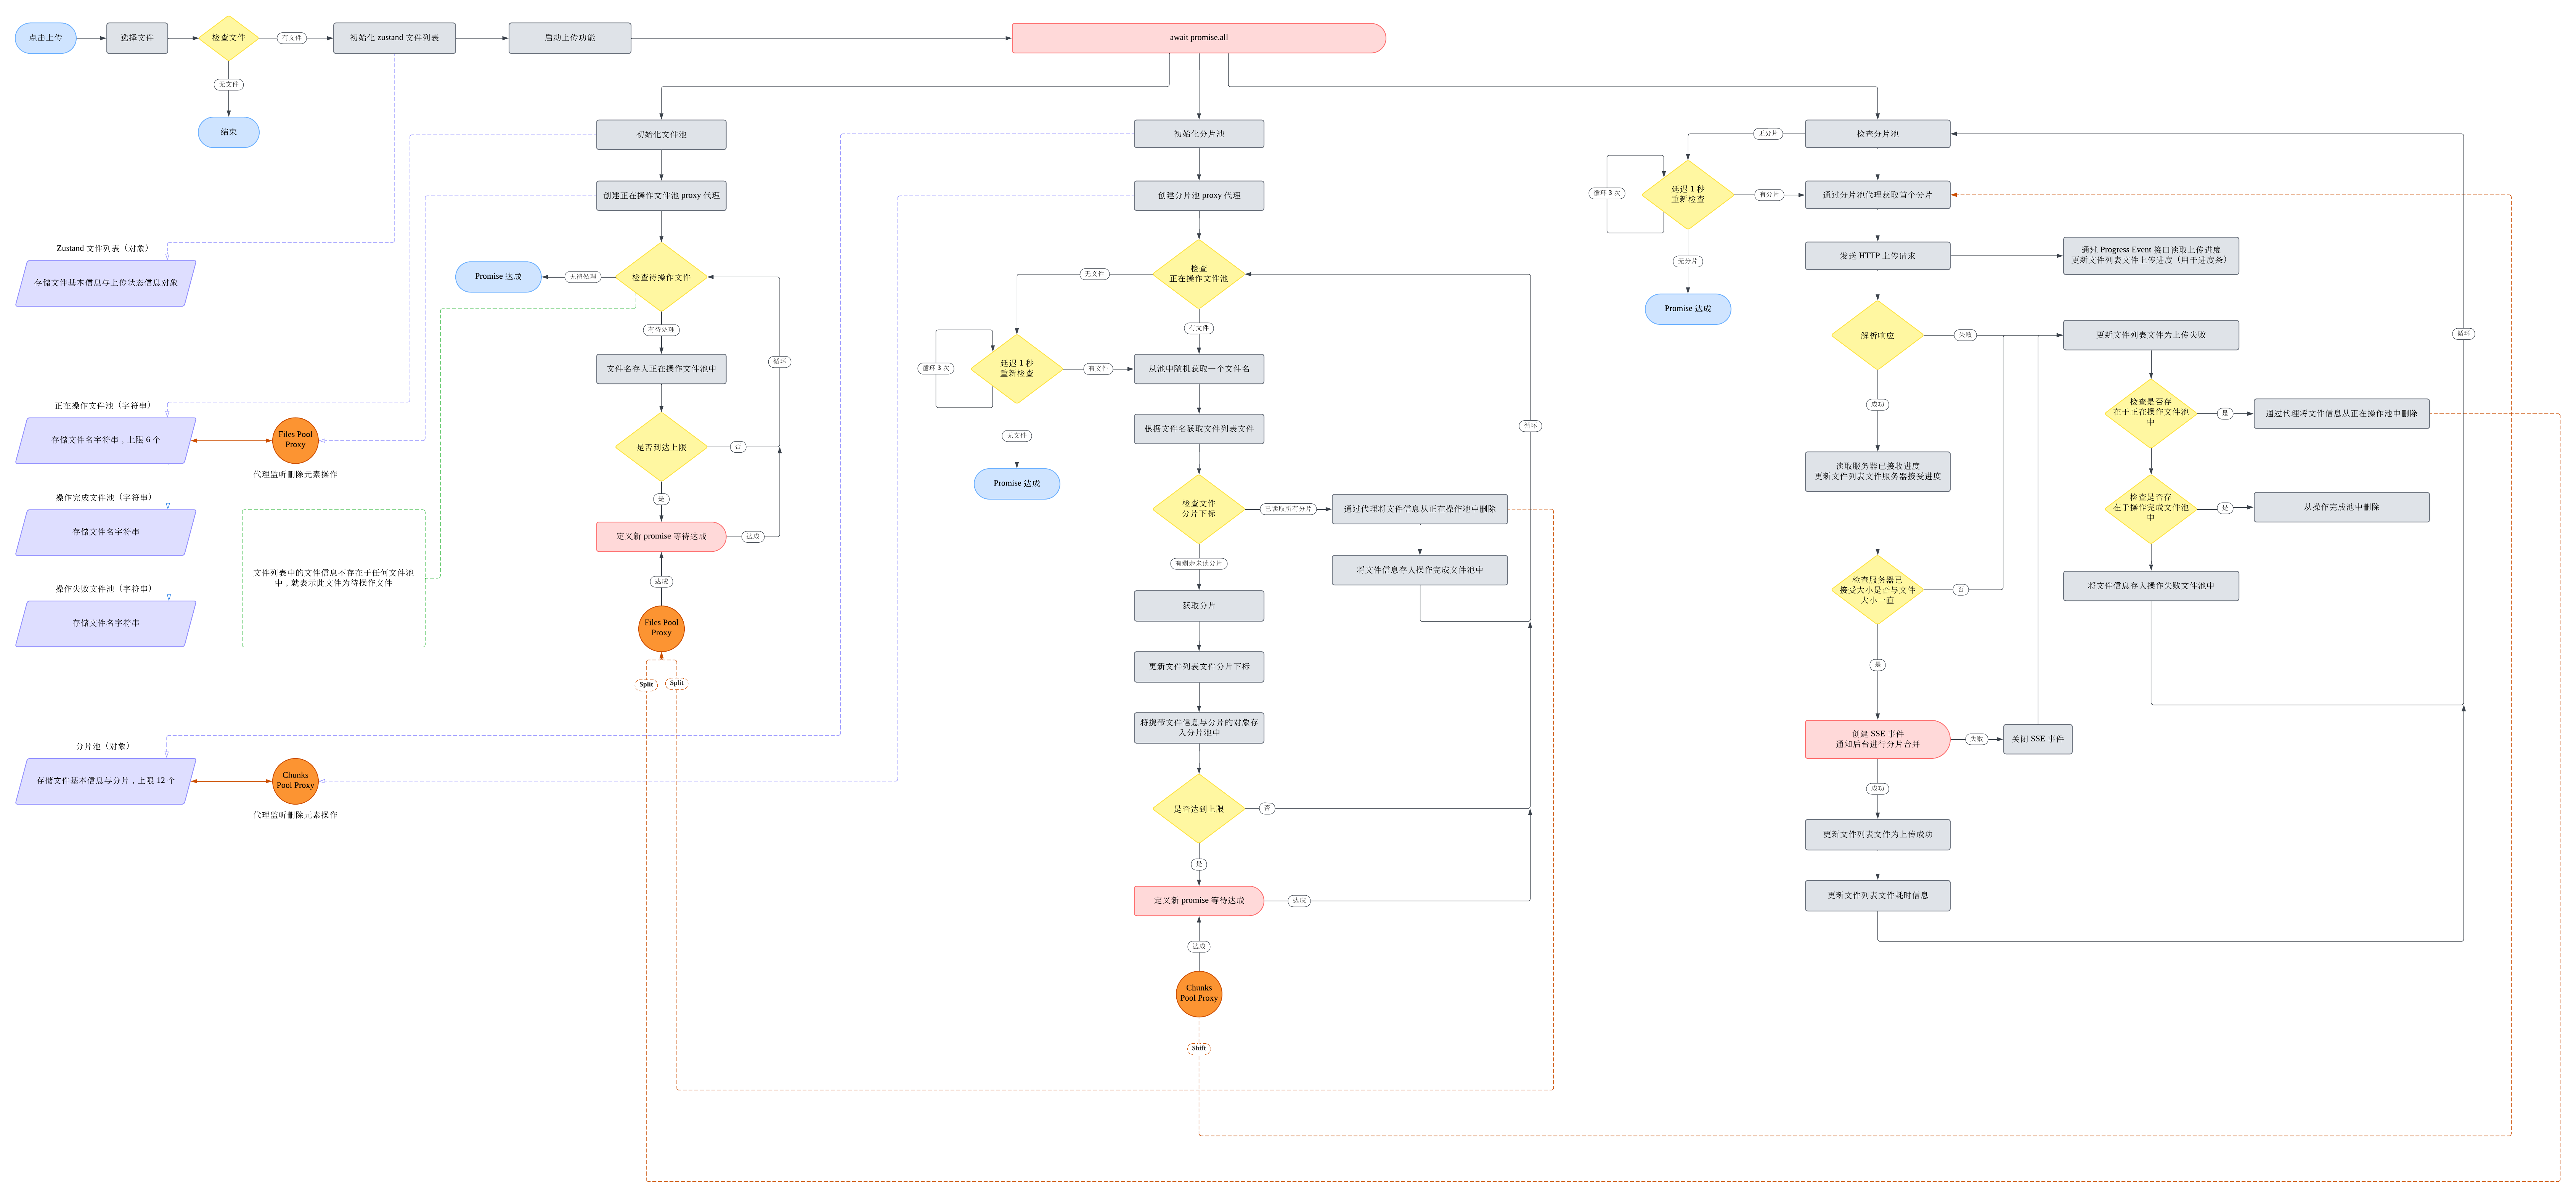 点击上传
选择文件
检查文件
有文件
初始化 zustand 文件列表
启动上传功能
await promise.all
无文件
结束
Zustand 文件列表（对象）
存储文件基本信息与上传状态信息对象
正在操作文件池（字符串）
存储文件名字符串，上限 6 个
Files Pool
Proxy
代理监听删除元素操作
操作完成文件池（字符串）
存储文件名字符串
操作失败文件池（字符串）
存储文件名字符串
文件列表中的文件信息不存在于任何文件池
中，就表示此文件为待操作文件
分片池（对象）
存储文件基本信息与分片，上限 12 个
Chunks
Pool Proxy
代理监听删除元素操作
初始化文件池
创建正在操作文件池 proxy 代理
检查待操作文件
无待处理
Promise 达成
有待处理
文件名存入正在操作文件池中
循环
是否到达上限
否
是
定义新 promise 等待达成
达成
达成
Files Pool
Proxy
Split
Split
初始化分片池
创建分片池 proxy 代理
检查
正在操作文件池
无文件
有文件
循环 3 次
延迟 1 秒
重新检查
有文件
无文件
Promise 达成
从池中随机获取一个文件名
根据文件名获取文件列表文件
循环
检查文件
分片下标
已读取所有分片
通过代理将文件信息从正在操作池中删除
将文件信息存入操作完成文件池中
有剩余未读分片
获取分片
更新文件列表文件分片下标
将携带文件信息与分片的对象存
入分片池中
是否达到上限
否
是
定义新 promise 等待达成
达成
达成
Chunks
Pool Proxy
Shift
检查分片池
无分片
循环 3 次
延迟 1 秒
重新检查
有分片
无分片
Promise 达成
通过分片池代理获取首个分片
发送 HTTP 上传请求
通过 Progress Event 接口读取上传进度
更新文件列表文件上传进度（用于进度条）
解析响应
失败
更新文件列表文件为上传失败
循环
成功
检查是否存
在于正在操作文件池
中
是
通过代理将文件信息从正在操作池中删除
读取服务器已接收进度
更新文件列表文件服务器接受进度
检查是否存
在于操作完成文件池
中
是
从操作完成池中删除
检查服务器已
接受大小是否与文件
大小一直
否
将文件信息存入操作失败文件池中
是
创建 SSE 事件
通知后台进行分片合并
失败
关闭 SSE 事件
成功
更新文件列表文件为上传成功
更新文件列表文件耗时信息